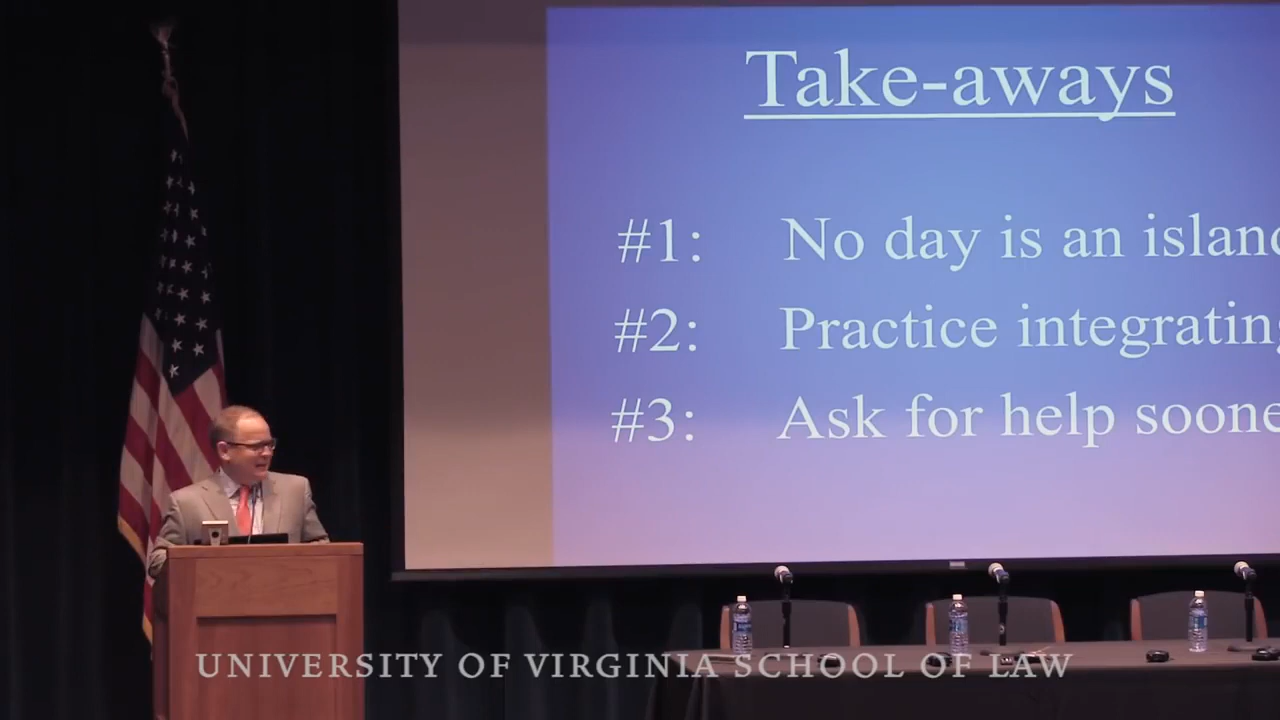 Take-aways
#1: No day is an islan
#2: Practice integratin
#3: Ask for help soone
UNIVERSITY OF VIRGINIA SCHOOL OF LAW